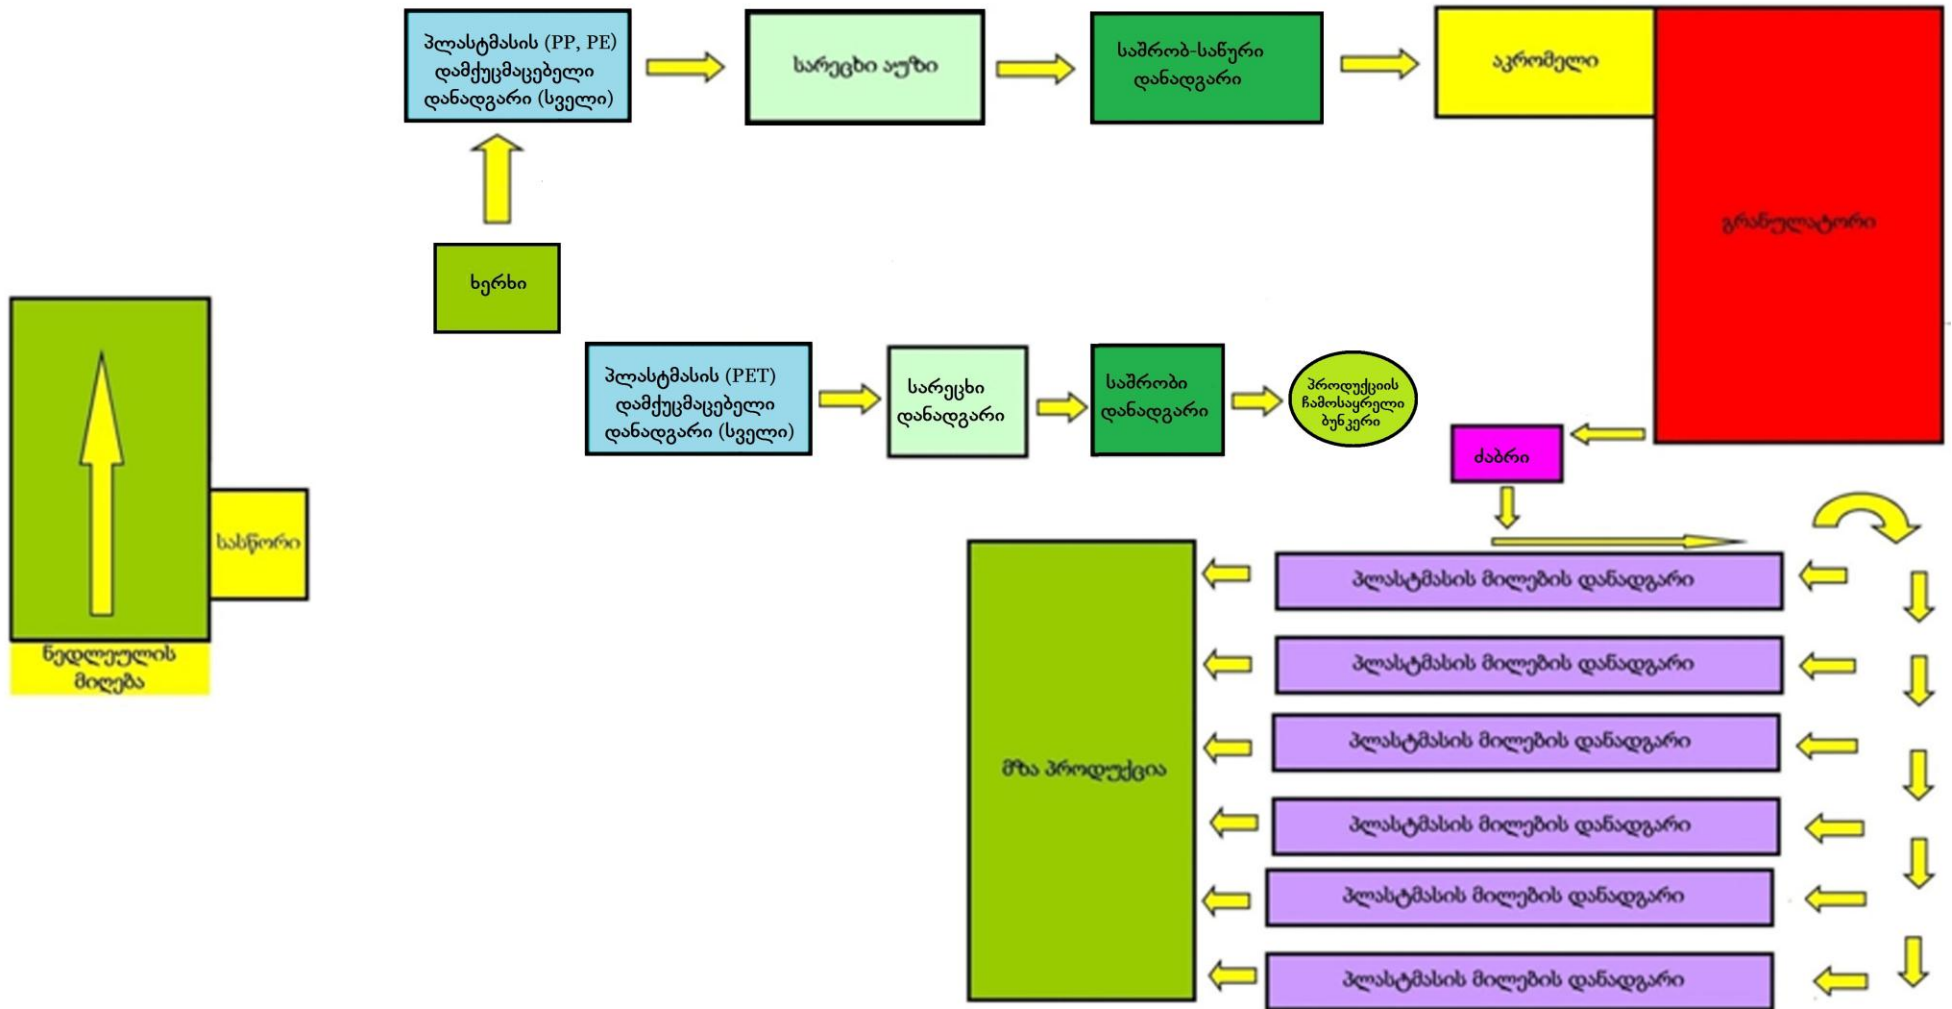 პლასტმასის (PP, PE)
დამქუცმაცებელი
დანადგარი (სველი)
სარეცხი აუზი
საშრობ-საწური
დანადგარი
აკრომელი
გრანულატორი
ხერხი
პლასტმასის (PET)
დამქუცმაცებელი
დანადგარი (სველი)
სარეცხი
დანადგარი
საშრობი
დანადგარი
პროდუქციის
ჩამოსაყრელი
ბუნკერი
ძაბრი
სასწორი
ნედლეულის
მიღება
მზა პროდუქცია
პლასტმასის მილების დანადგარი
პლასტმასის მილების დანადგარი
პლასტმასის მილების დანადგარი
პლასტმასის მილების დანადგარი
პლასტმასის მილების დანადგარი
პლასტმასის მილების დანადგარი